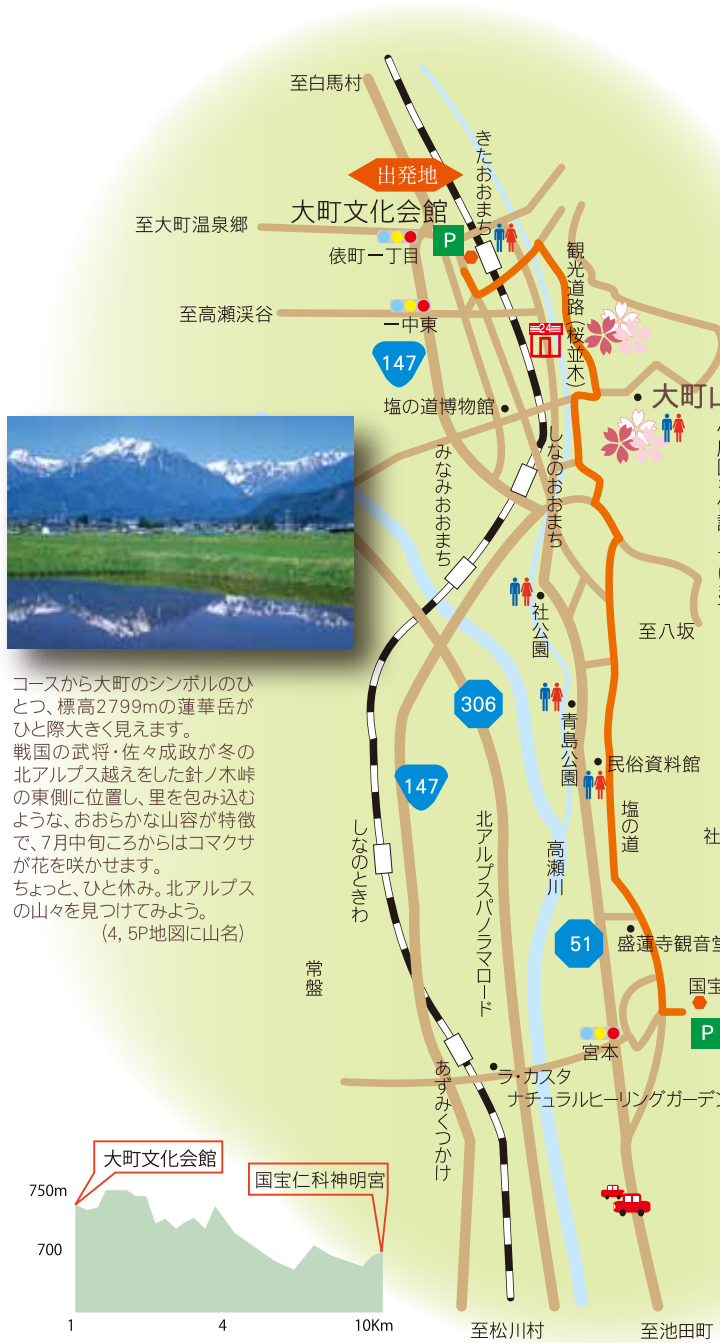 至白馬村
きたおおまち
出発地
大町文化会館
至大町温泉郷
P
俵町一丁目
観光道路(桜並木)
至高瀬渓谷
一中東
24
147
塩の道博物館
大町山
しなのおおまち
みなみおおまち
社公園
至八坂
コースから大町のシンボルのひ
とつ、標高2799mの蓮華岳が
ひと際大きく見えます。
戦国の武将・佐々成政が冬の
北アルプス越えをした針ノ木峠
の東側に位置し、里を包み込む
ような、おおらかな山容が特徴
で、7月中旬ころからはコマクサ
が花を咲かせます。
ちょっと、ひと休み。北アルプス
の山々を見つけてみよう。
(4, 5P地図に山名)
306
青島公園
民俗資料館
147
塩の道
しなのときわ
北アルプスパノラマロード
高瀬川
社
51
盛蓮寺観音堂
常盤
国宝
P
宮本
ラ・カスタ
ナチュラルヒーリングガーデン
あずみくつかけ
大町文化会館
国宝仁科神明宮
750m
700
1
4
10Km
至松川村
至池田町